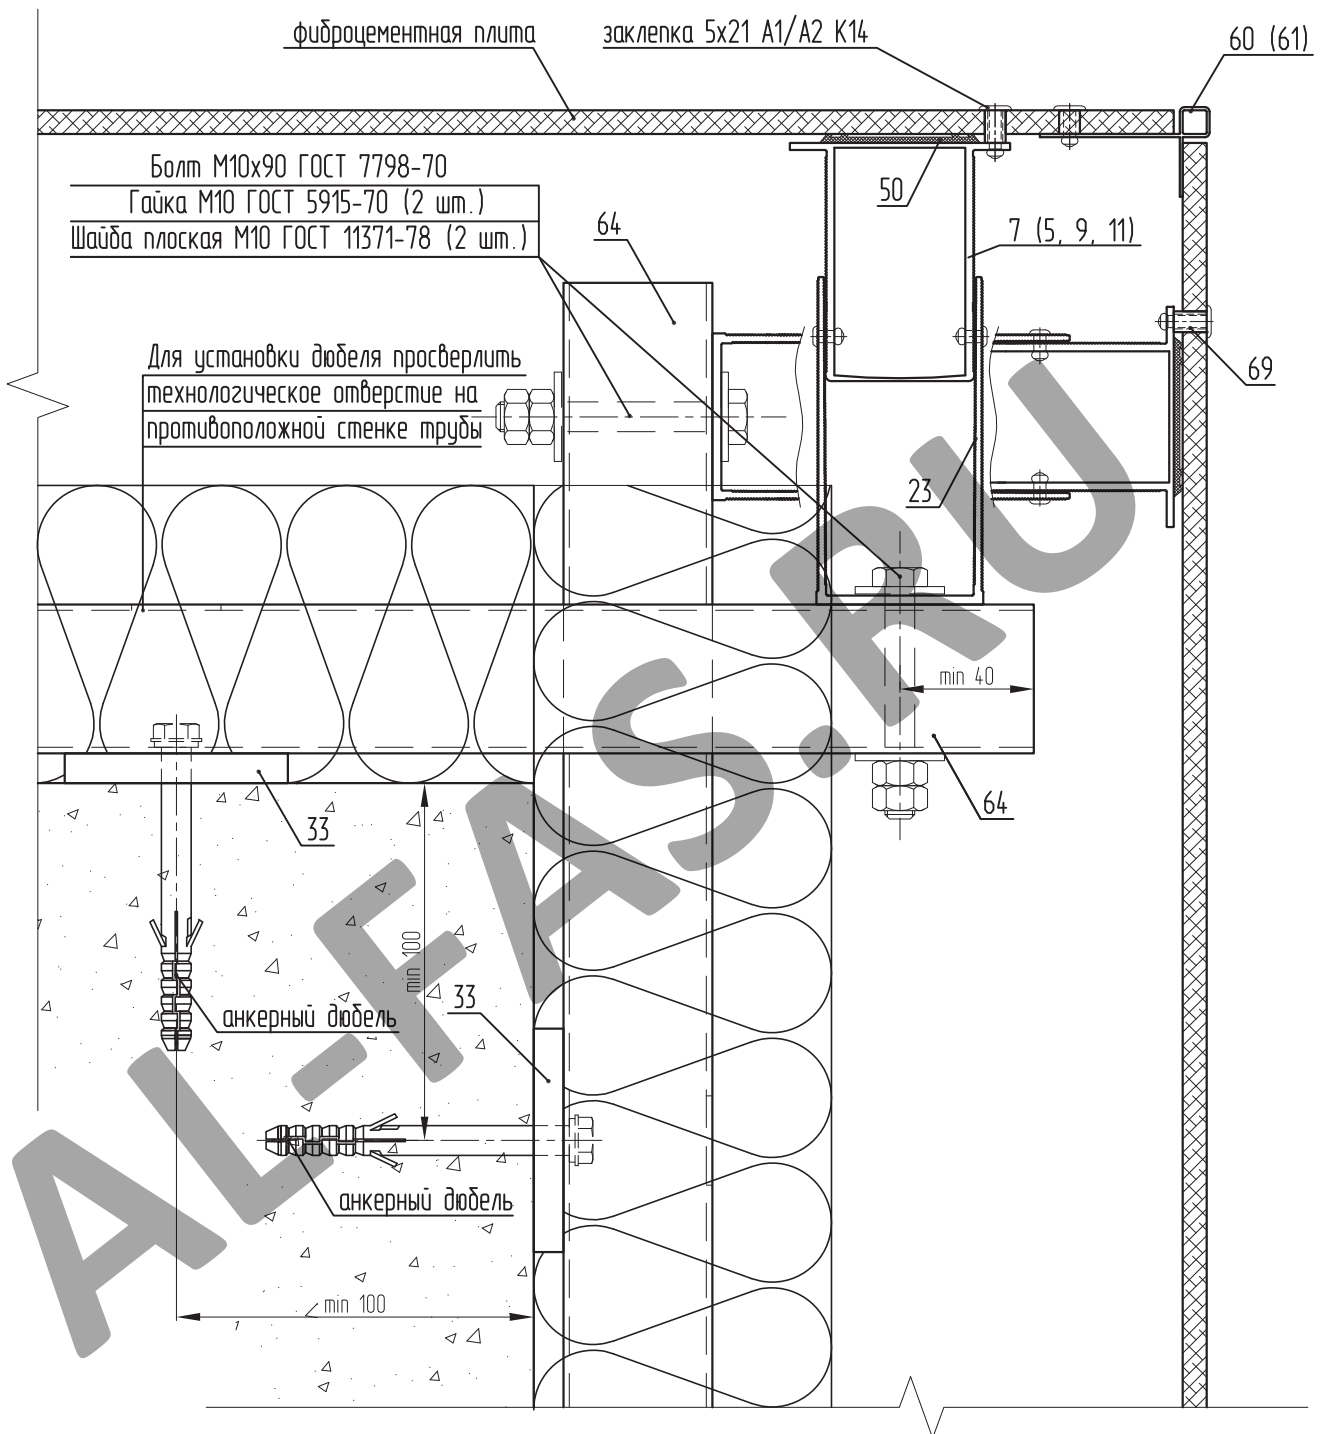 фиброцементная плита
заклепка 5х21 А1/А2 К14
60 (61)
Болт М10х90 ГОСТ 7798-70
Гайка М10 ГОСТ 5915-70 (2 шт.)
Шайба плоская М10 ГОСТ 11371-78 (2 шт.)
50
64
7 (5, 9, 11)
Для установки дюбеля просверлить
технологическое отверстие на
противоположной стенке трубы
69
23
min 40
64
33
min 100
33
анкерный дюбель
анкерный дюбель
min 100
1
1
AL-FAS.RU